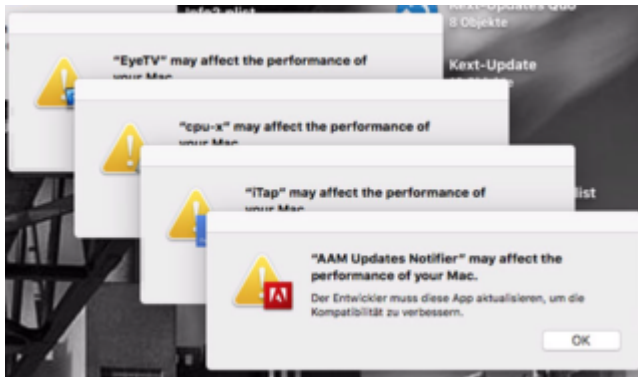 Info2.plist
Kext-Updates Quo
8 Objekte
Kext-Update
"EyeTV" may affect the performance of
your Mac.
"cpu-x" may affect the performance of
your Mac.
"iTap" may affect the performance of
your Mac.
list
"AAM Updates Notifier" may affect the
performance of your Mac.
Der Entwickler muss diese App aktualisieren, um die
Kompatibilität zu verbessern.
OK